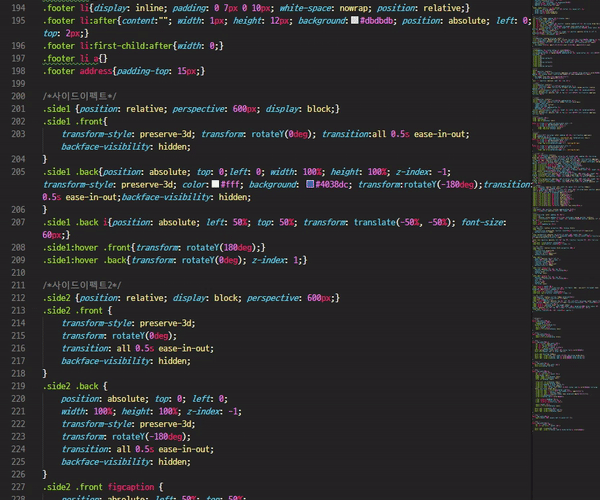 194 .footer li{display: inline; padding: 0 7px 0 10px; white-space: nowrap; position: relative;}
195 .footer li:after{content:""; width: 1px; height: 12px; background: #dbdbdb; position: absolute; left: 0;
top: 2px;}
196 .footer li:first-child:after{width: 0;}
197 .footer li a{}
198 .footer address{padding-top: 15px;}
199
200 /*사이드이펙트*/
201 .side1 {position: relative; perspective: 600px; display: block;}
202 .side1 .front{
203 transform-style: preserve-3d; transform: rotateY(0deg); transition:all 0.5s ease-in-out;
backface-visibility: hidden;
204 }
205 .side1 .back{position: absolute; top: 0;left: 0; width: 100%; height: 100%; z-index: -1;
transform-style: preserve-3d; color: #fff; background: #4038dc; transform:rotateY(-180deg);transition:
0.5s ease-in-out;backface-visibility: hidden;
206 }
207 .side1 .back i{position: absolute; left: 50%; top: 50%; transform: translate(-50%, -50%); font-size:
60px;}
208 .side1:hover .front{transform: rotateY(180deg);}
209 .side1:hover .back{transform: rotateY(0deg); z-index: 1;}
210
211 /*사이드이펙트2*/
212 .side2 {position: relative; display: block; perspective: 600px;}
213 .side2 .front {
214 transform-style: preserve-3d;
215 transform: rotateY(0deg);
216 transition: all 0.5s ease-in-out;
217 backface-visibility: hidden;
218 }
219 .side2 .back {
220 position: absolute; top: 0; left: 0;
221 width: 100%; height: 100%; z-index: -1;
222 transform-style: preserve-3d;
223 transform: rotateY(-180deg);
224 transition: all 0.5s ease-in-out;
225 backface-visibility: hidden;
226 }
227 .side2 .front figcaption {
228 position: absolute; left: 50%; top: 50%;